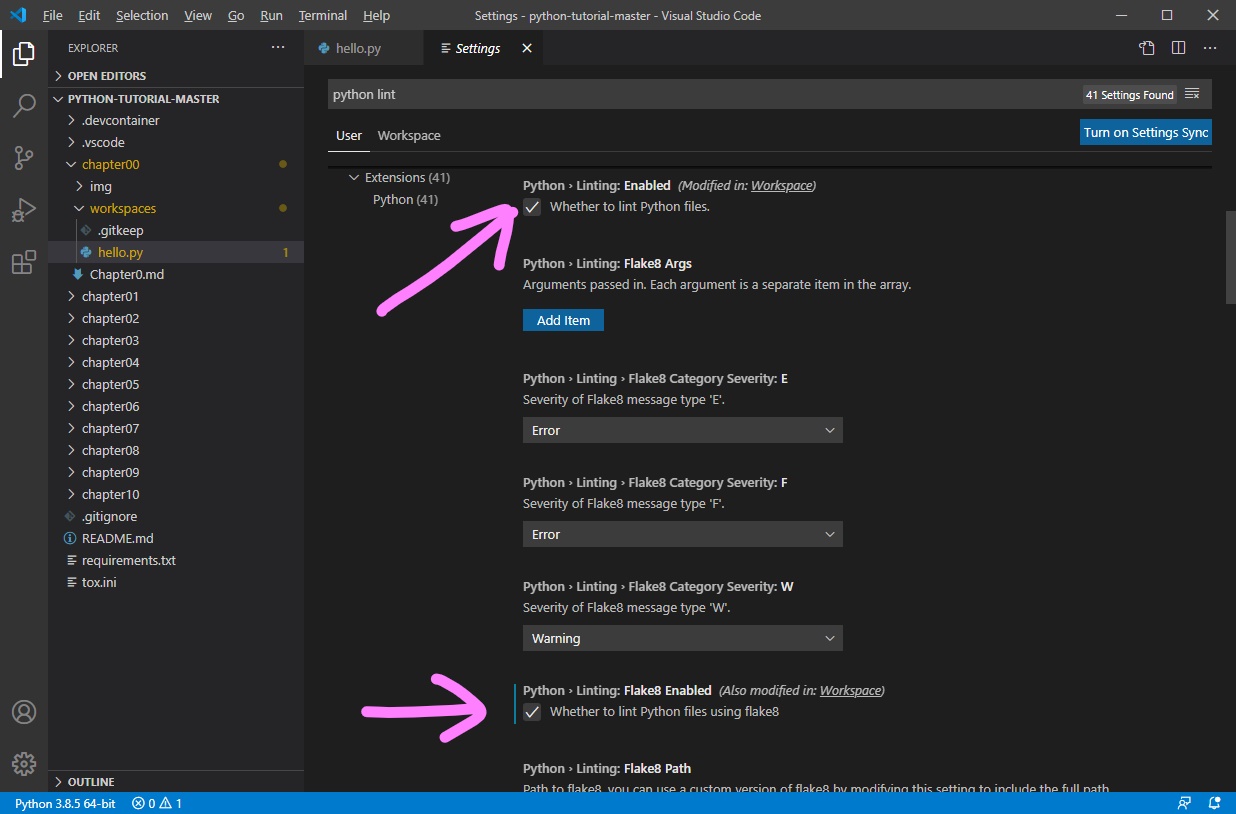 File Edit Selection View Go Run Terminal Help Settings - python-tutorial-master - Visual Studio Code
EXPLORER
OPEN EDITORS
PYTHON-TUTORIAL-MASTER
.devcontainer
.vscode
chapter00
img
workspaces
.gitkeep
hello.py 1
Chapter0.md
chapter01
chapter02
chapter03
chapter04
chapter05
chapter06
chapter07
chapter08
chapter09
chapter10
.gitignore
README.md
requirements.txt
tox.ini
OUTLINE
hello.py Settings
python lint 41 Settings Found
User Workspace Turn on Settings Sync
Extensions (41)
Python (41)
Python › Linting: Enabled (Modified in: Workspace)
Whether to lint Python files.
Python › Linting: Flake8 Args
Arguments passed in. Each argument is a separate item in the array.
Add Item
Python › Linting › Flake8 Category Severity: E
Severity of Flake8 message type 'E'.
Error
Python › Linting › Flake8 Category Severity: F
Severity of Flake8 message type 'F'.
Error
Python › Linting › Flake8 Category Severity: W
Severity of Flake8 message type 'W'.
Warning
Python › Linting: Flake8 Enabled (Also modified in: Workspace)
Whether to lint Python files using flake8
Python › Linting: Flake8 Path
Path to flake8, you can use a custom version of flake8 by modifying this setting to include the full path.
Python 3.8.5 64-bit 0 1